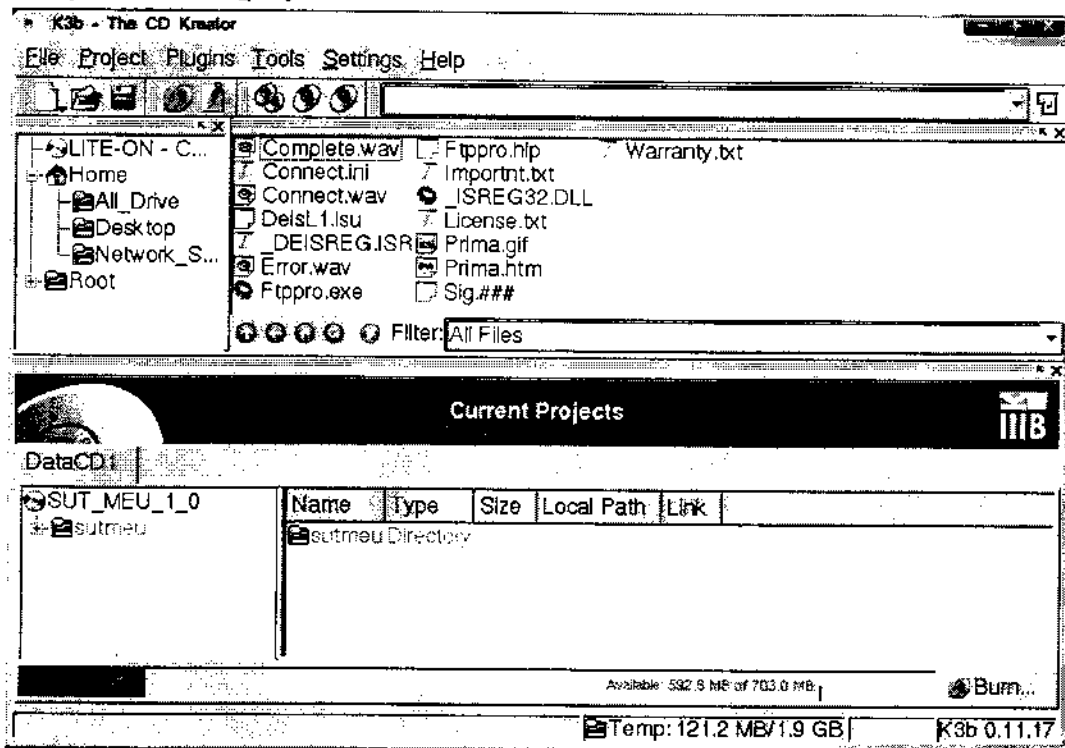 K3b - The CD Kreator
File Project Plugins Tools Settings Help
LITE-ON - C...
Home
All_Drive
Desktop
Network_S...
Root
Complete.wav
Connect.ini
Connect.wav
DeisL1.isu
_DEISREG.ISR
Error.wav
Ftppro.exe
Ftppro.hlp
Importnt.txt
_ISREG32.DLL
License.txt
Prima.gif
Prima.htm
Sig.###
Warranty.txt
Filter: All Files
Current Projects
DataCD1
SUT_MEU_1_0
sutmeu
Name Type Size Local Path Link
sutmeu Directory
Available: 592.8 MB of 703.0 MB
Burn...
Temp: 121.2 MB/1.9 GB K3b 0.11.17